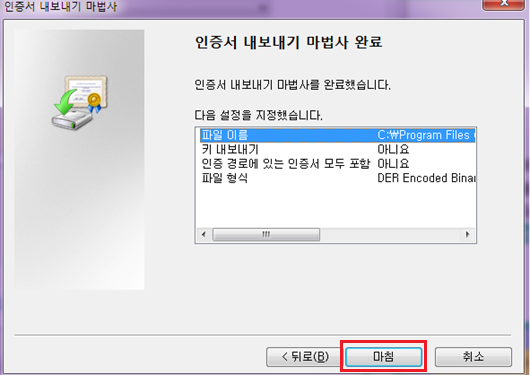 인증서 내보내기 마법사
인증서 내보내기 마법사 완료
인증서 내보내기 마법사를 완료했습니다.
다음 설정을 지정했습니다.
파일 이름 C:₩Program Files
키 내보내기 아니요
인증 경로에 있는 인증서 모두 포함 아니요
파일 형식 DER Encoded Binar
< 뒤로(B) 마침 취소